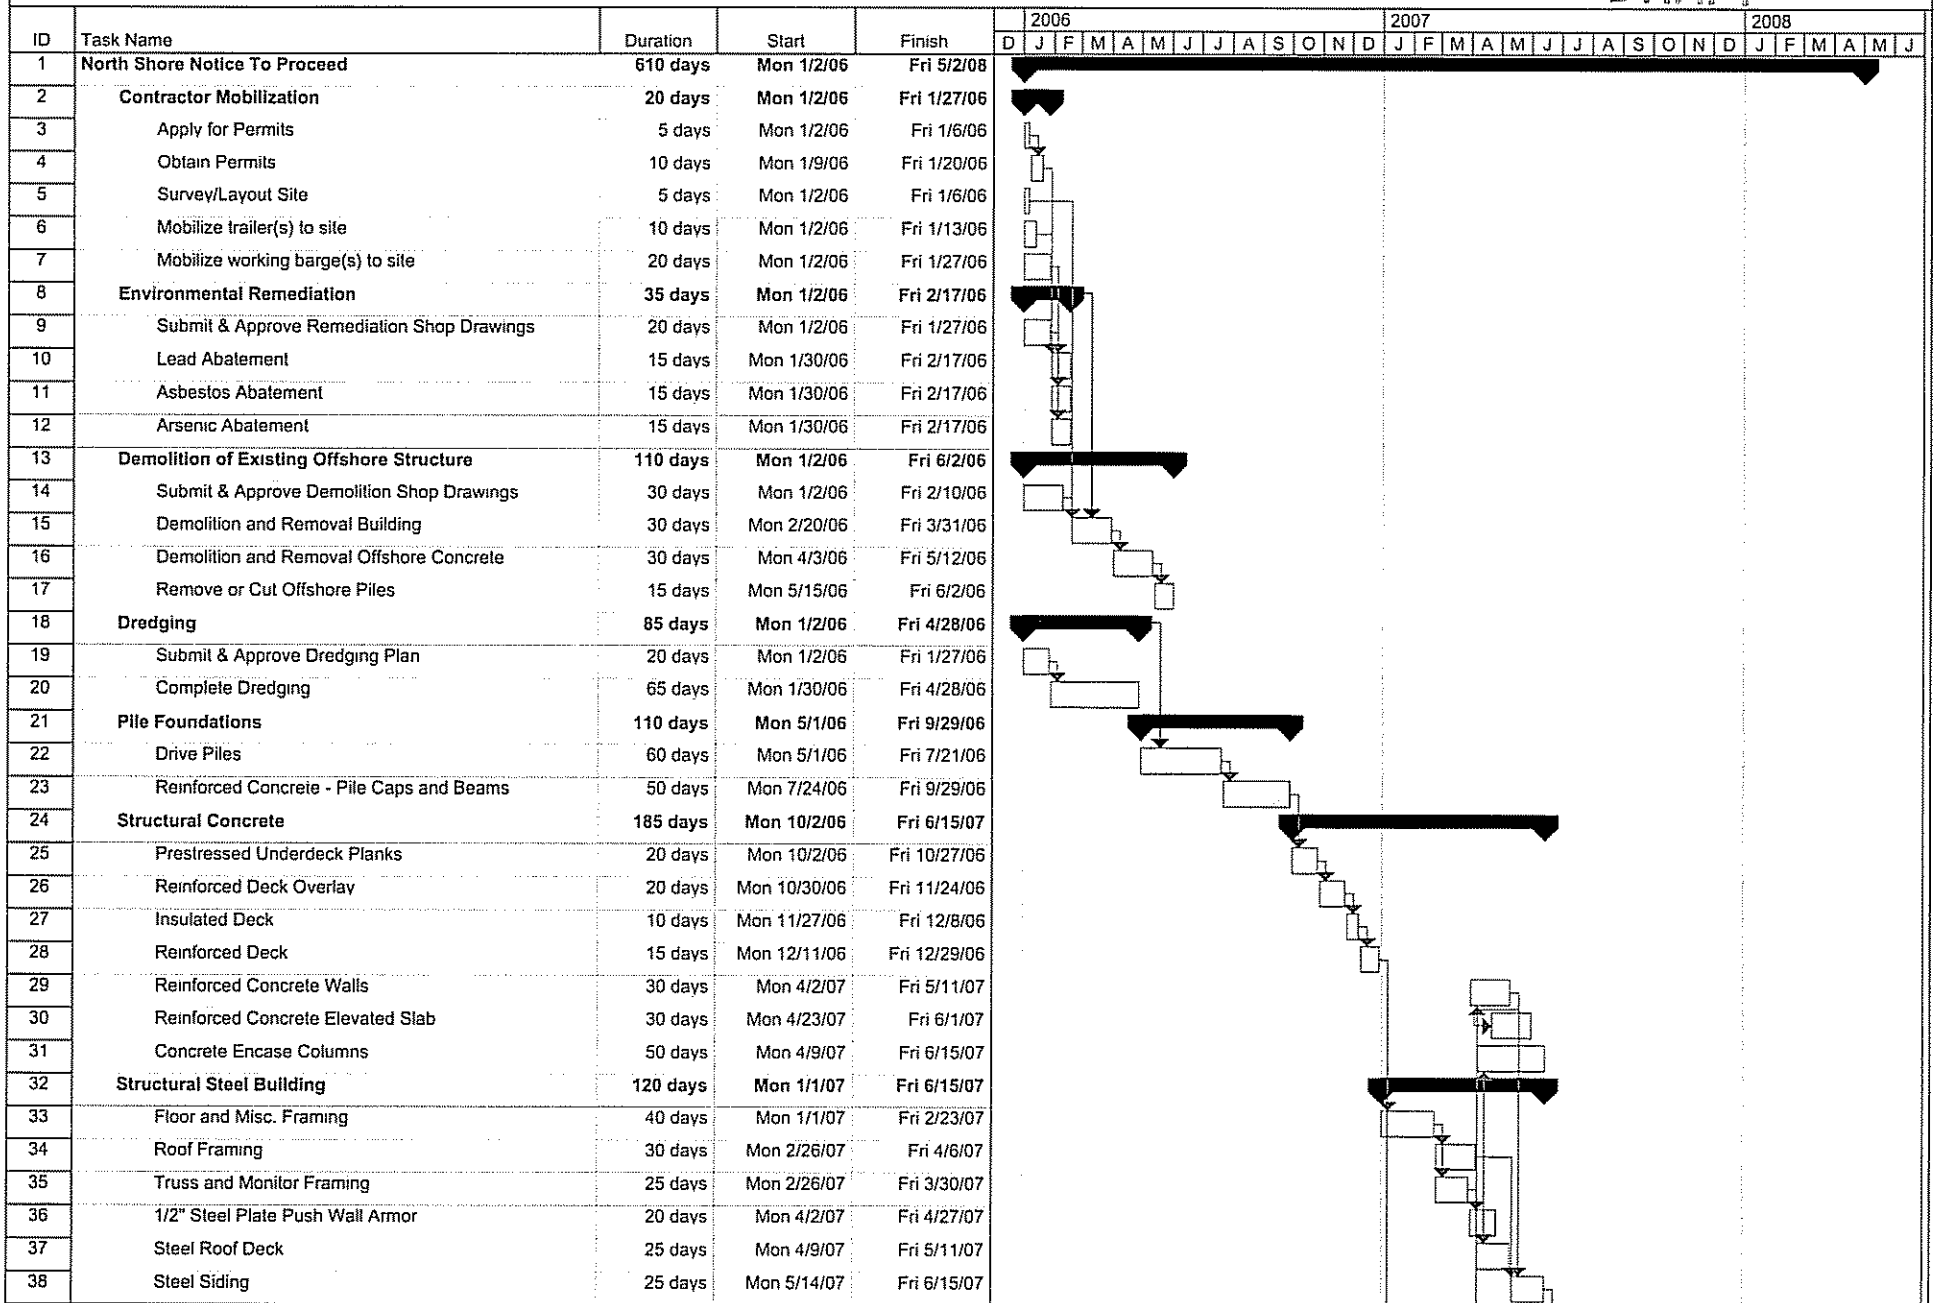 2006 2007 2008
ID Task Name Duration Start Finish D J F M A M J J A S O N D J F M A M J J A S O N D J F M A M J
1 North Shore Notice To Proceed 610 days Mon 1/2/06 Fri 5/2/08
2 Contractor Mobilization 20 days Mon 1/2/06 Fri 1/27/06
3 Apply for Permits 5 days Mon 1/2/06 Fri 1/6/06
4 Obtain Permits 10 days Mon 1/9/06 Fri 1/20/06
5 Survey/Layout Site 5 days Mon 1/2/06 Fri 1/6/06
6 Mobilize trailer(s) to site 10 days Mon 1/2/06 Fri 1/13/06
7 Mobilize working barge(s) to site 20 days Mon 1/2/06 Fri 1/27/06
8 Environmental Remediation 35 days Mon 1/2/06 Fri 2/17/06
9 Submit & Approve Remediation Shop Drawings 20 days Mon 1/2/06 Fri 1/27/06
10 Lead Abatement 15 days Mon 1/30/06 Fri 2/17/06
11 Asbestos Abatement 15 days Mon 1/30/06 Fri 2/17/06
12 Arsenic Abatement 15 days Mon 1/30/06 Fri 2/17/06
13 Demolition of Existing Offshore Structure 110 days Mon 1/2/06 Fri 6/2/06
14 Submit & Approve Demolition Shop Drawings 30 days Mon 1/2/06 Fri 2/10/06
15 Demolition and Removal Building 30 days Mon 2/20/06 Fri 3/31/06
16 Demolition and Removal Offshore Concrete 30 days Mon 4/3/06 Fri 5/12/06
17 Remove or Cut Offshore Piles 15 days Mon 5/15/06 Fri 6/2/06
18 Dredging 85 days Mon 1/2/06 Fri 4/28/06
19 Submit & Approve Dredging Plan 20 days Mon 1/2/06 Fri 1/27/06
20 Complete Dredging 65 days Mon 1/30/06 Fri 4/28/06
21 Pile Foundations 110 days Mon 5/1/06 Fri 9/29/06
22 Drive Piles 60 days Mon 5/1/06 Fri 7/21/06
23 Reinforced Concrete - Pile Caps and Beams 50 days Mon 7/24/06 Fri 9/29/06
24 Structural Concrete 185 days Mon 10/2/06 Fri 6/15/07
25 Prestressed Underdeck Planks 20 days Mon 10/2/06 Fri 10/27/06
26 Reinforced Deck Overlay 20 days Mon 10/30/06 Fri 11/24/06
27 Insulated Deck 10 days Mon 11/27/06 Fri 12/8/06
28 Reinforced Deck 15 days Mon 12/11/06 Fri 12/29/06
29 Reinforced Concrete Walls 30 days Mon 4/2/07 Fri 5/11/07
30 Reinforced Concrete Elevated Slab 30 days Mon 4/23/07 Fri 6/1/07
31 Concrete Encase Columns 50 days Mon 4/9/07 Fri 6/15/07
32 Structural Steel Building 120 days Mon 1/1/07 Fri 6/15/07
33 Floor and Misc. Framing 40 days Mon 1/1/07 Fri 2/23/07
34 Roof Framing 30 days Mon 2/26/07 Fri 4/6/07
35 Truss and Monitor Framing 25 days Mon 2/26/07 Fri 3/30/07
36 1/2" Steel Plate Push Wall Armor 20 days Mon 4/2/07 Fri 4/27/07
37 Steel Roof Deck 25 days Mon 4/9/07 Fri 5/11/07
38 Steel Siding 25 days Mon 5/14/07 Fri 6/15/07